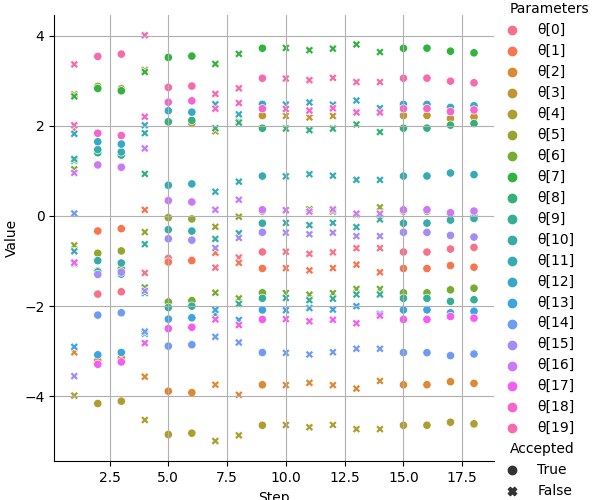 Parameters
θ[0]
θ[1]
θ[2]
θ[3]
θ[4]
θ[5]
θ[6]
θ[7]
θ[8]
θ[9]
θ[10]
θ[11]
θ[12]
θ[13]
θ[14]
θ[15]
θ[16]
θ[17]
θ[18]
θ[19]
Accepted
True
False
Value
4
2
0
−2
−4
2.5
5.0
7.5
10.0
12.5
15.0
17.5
Step